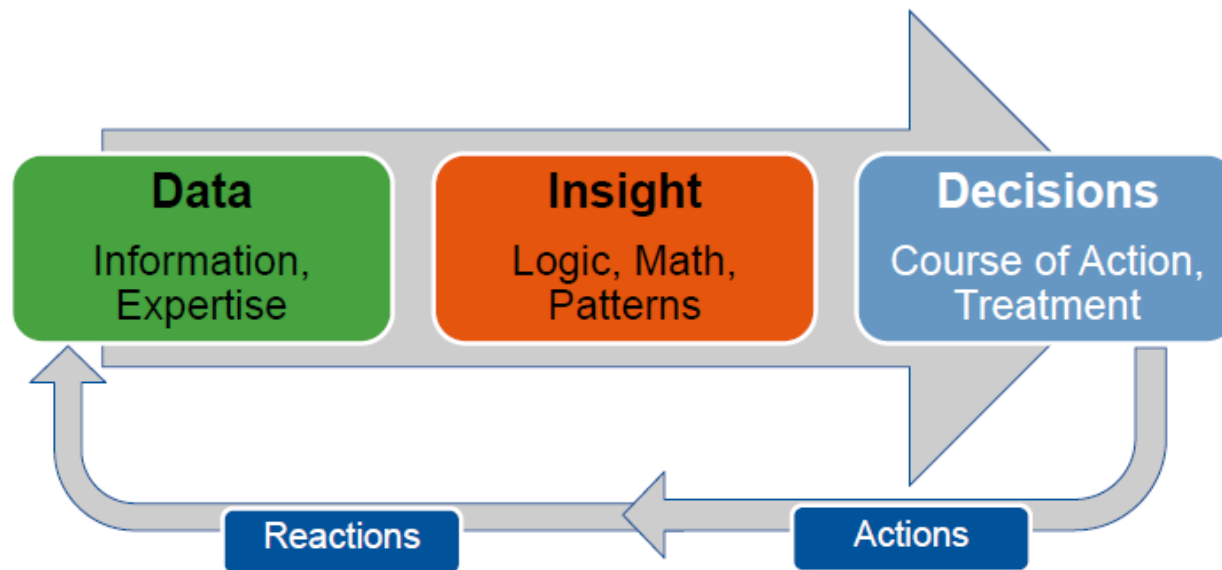 Data
Information,
Expertise
Insight
Logic, Math,
Patterns
Decisions
Course of Action,
Treatment
Reactions
Actions